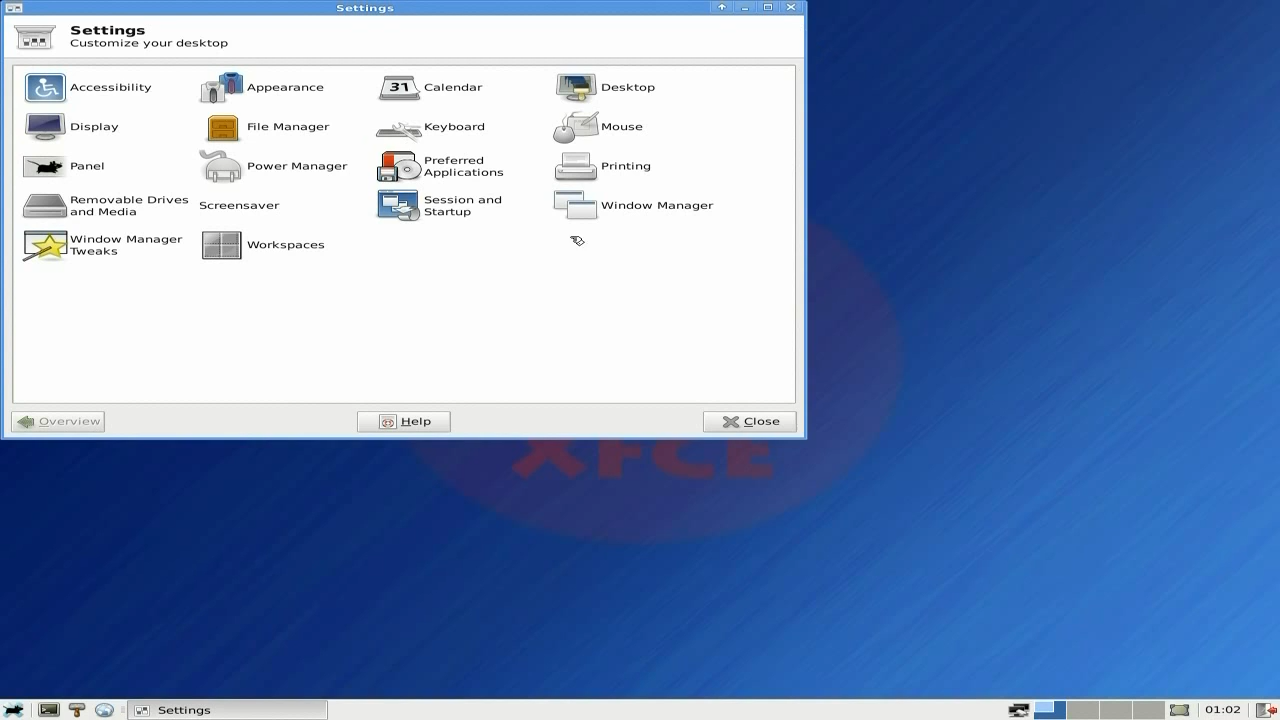 Settings
Settings
Customize your desktop
Accessibility
Appearance
31
Calendar
Desktop
Display
File Manager
Keyboard
Mouse
Panel
Power Manager
Preferred
Applications
Printing
Removable Drives
and Media
Screensaver
Session and
Startup
Window Manager
Window Manager
Tweaks
Workspaces
Overview
Help
Close
XFCE
Settings
01:02